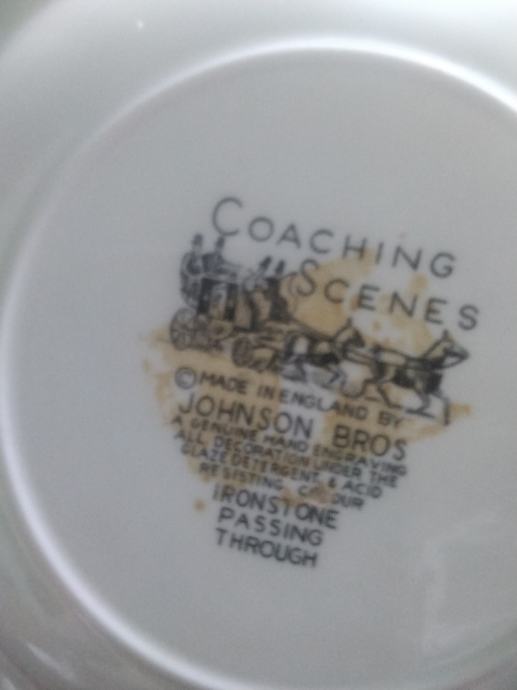 COACHING
SCENES
© MADE IN ENGLAND BY
JOHNSON BROS
A GENUINE HAND ENGRAVING
ALL DECORATION UNDER THE
GLAZE DETERGENT & ACID
RESISTING COLOUR
IRONSTONE
PASSING
THROUGH